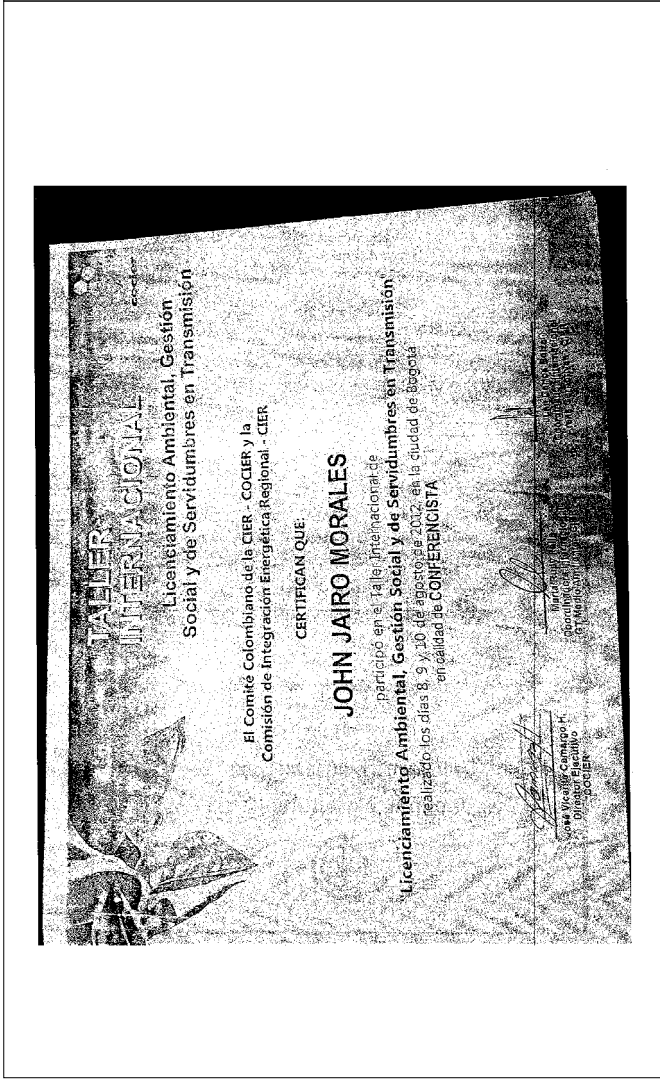 TALLER
INTERNACIONAL
cocier
Licenciamiento Ambiental, Gestión
Social y de Servidumbres en Transmisión
El Comité Colombiano de la CIER - COCIER y la
Comisión de Integración Energética Regional - CIER
CERTIFICAN QUE:
JOHN JAIRO MORALES
participó en el Taller Internacional de
"Licenciamiento Ambiental, Gestión Social y de Servidumbres en Transmisión"
realizado los días 8, 9 y 10 de agosto de 2012, en la ciudad de Bogotá
en calidad de CONFERENCISTA
José Vicente Camargo H.
Director Ejecutivo
COCIER